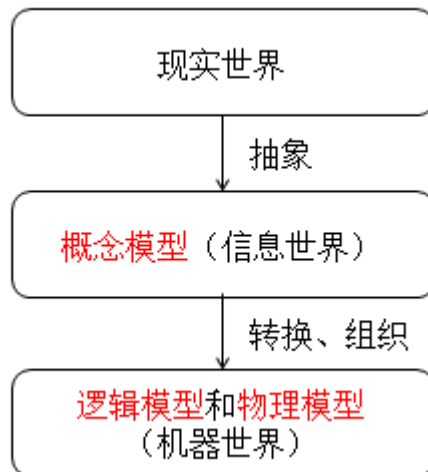 现实世界
抽象
概念模型（信息世界）
转换、组织
逻辑模型和物理模型
（机器世界）